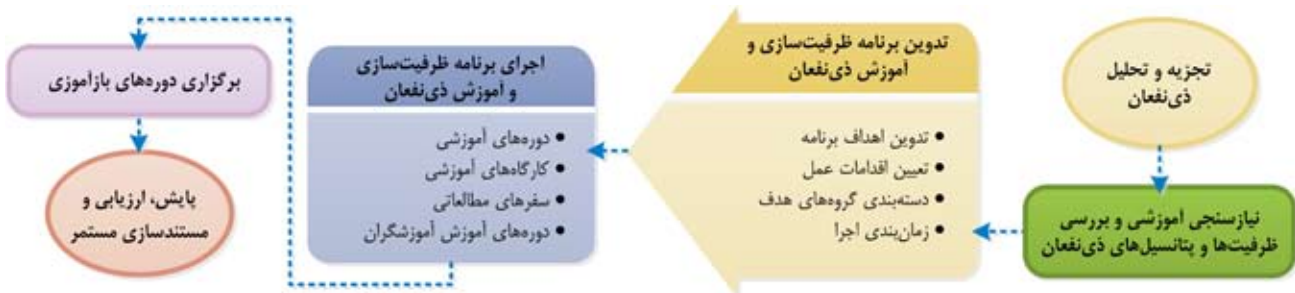 تجزیه و تحلیل
ذی‌نفعان
نیازسنجی آموزشی و بررسی
ظرفیت‌ها و پتانسیل‌های ذی‌نفعان
تدوین برنامه ظرفیت‌سازی و
آموزش ذی‌نفعان
• تدوین اهداف برنامه
• تعیین اقدامات عمل
• دسته‌بندی گروه‌های هدف
• زمان‌بندی اجرا
اجرای برنامه ظرفیت‌سازی
و آموزش ذی‌نفعان
• دوره‌های آموزشی
• کارگاه‌های آموزشی
• سفرهای مطالعاتی
• دوره‌های آموزش آموزشگران
برگزاری دوره‌های بازآموزی
پایش، ارزیابی و
مستندسازی مستمر